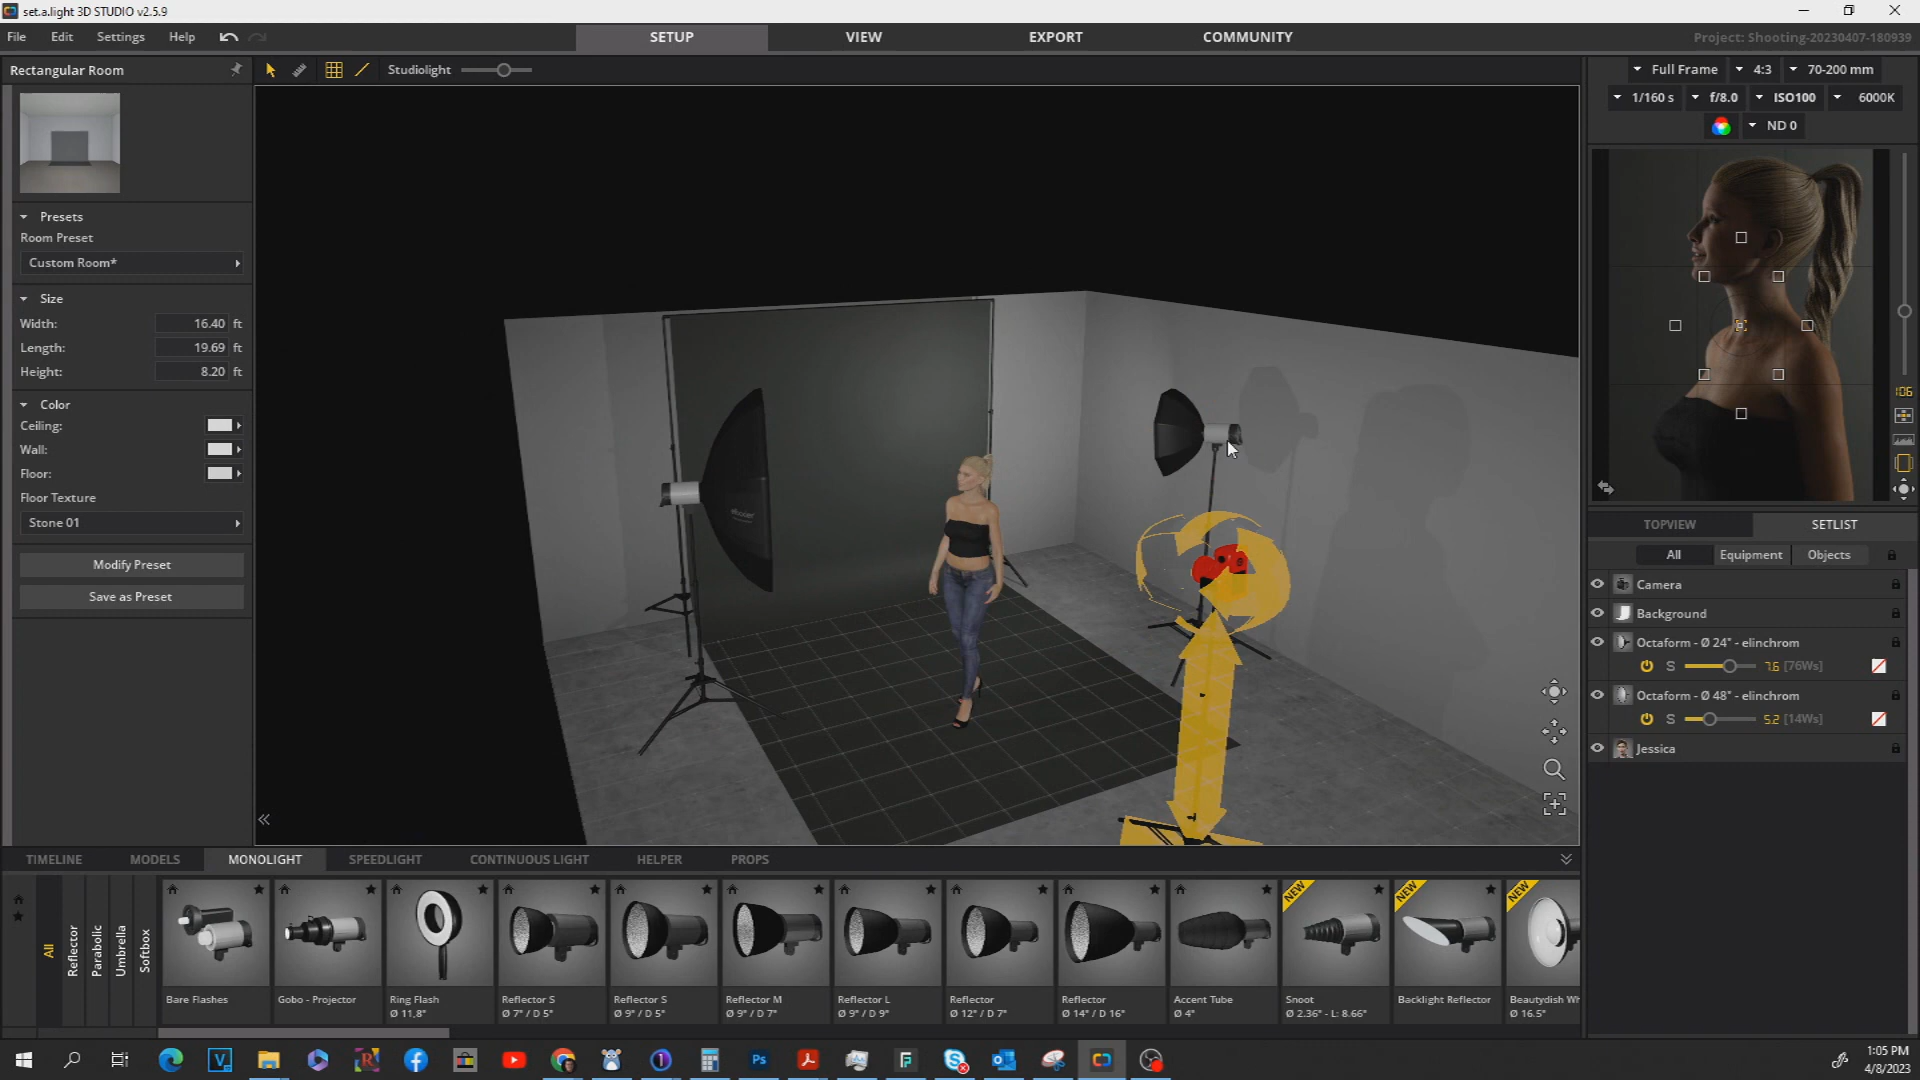 set.a.light 3D STUDIO v2.5.9
File Edit Settings Help
SETUP VIEW EXPORT COMMUNITY
Project: Shooting-20230407-180939
Rectangular Room
Studiolight
Presets
Room Preset
Custom Room*
Size
Width: 16.40 ft
Length: 19.69 ft
Height: 8.20 ft
Color
Ceiling:
Wall:
Floor:
Floor Texture
Stone 01
Modify Preset
Save as Preset
Full Frame 4:3 70-200 mm
1/160 s f/8.0 ISO100 6000K
ND 0
106
TOPVIEW SETLIST
All Equipment Objects
Camera
Background
Octaform - Ø 24" - elinchrom
S 7.6 [76Ws]
Octaform - Ø 48" - elinchrom
S 5.2 [14Ws]
Jessica
TIMELINE MODELS MONOLIGHT SPEEDLIGHT CONTINUOUS LIGHT HELPER PROPS
All
Reflector
Parabolic
Umbrella
Softbox
Bare Flashes
Gobo - Projector
Ring Flash
Ø 11,8"
Reflector S
Ø 7" / D 5"
Reflector S
Ø 9" / D 5"
Reflector M
Ø 9" / D 7"
Reflector L
Ø 9" / D 9"
Reflector
Ø 12" / D 7"
Reflector
Ø 14" / D 16"
Accent Tube
Ø 4"
NEW
Snoot
Ø 2.36" - L: 8.66"
NEW
Backlight Reflector
NEW
Beautydish Wh
Ø 16.5"
1:05 PM
4/8/2023